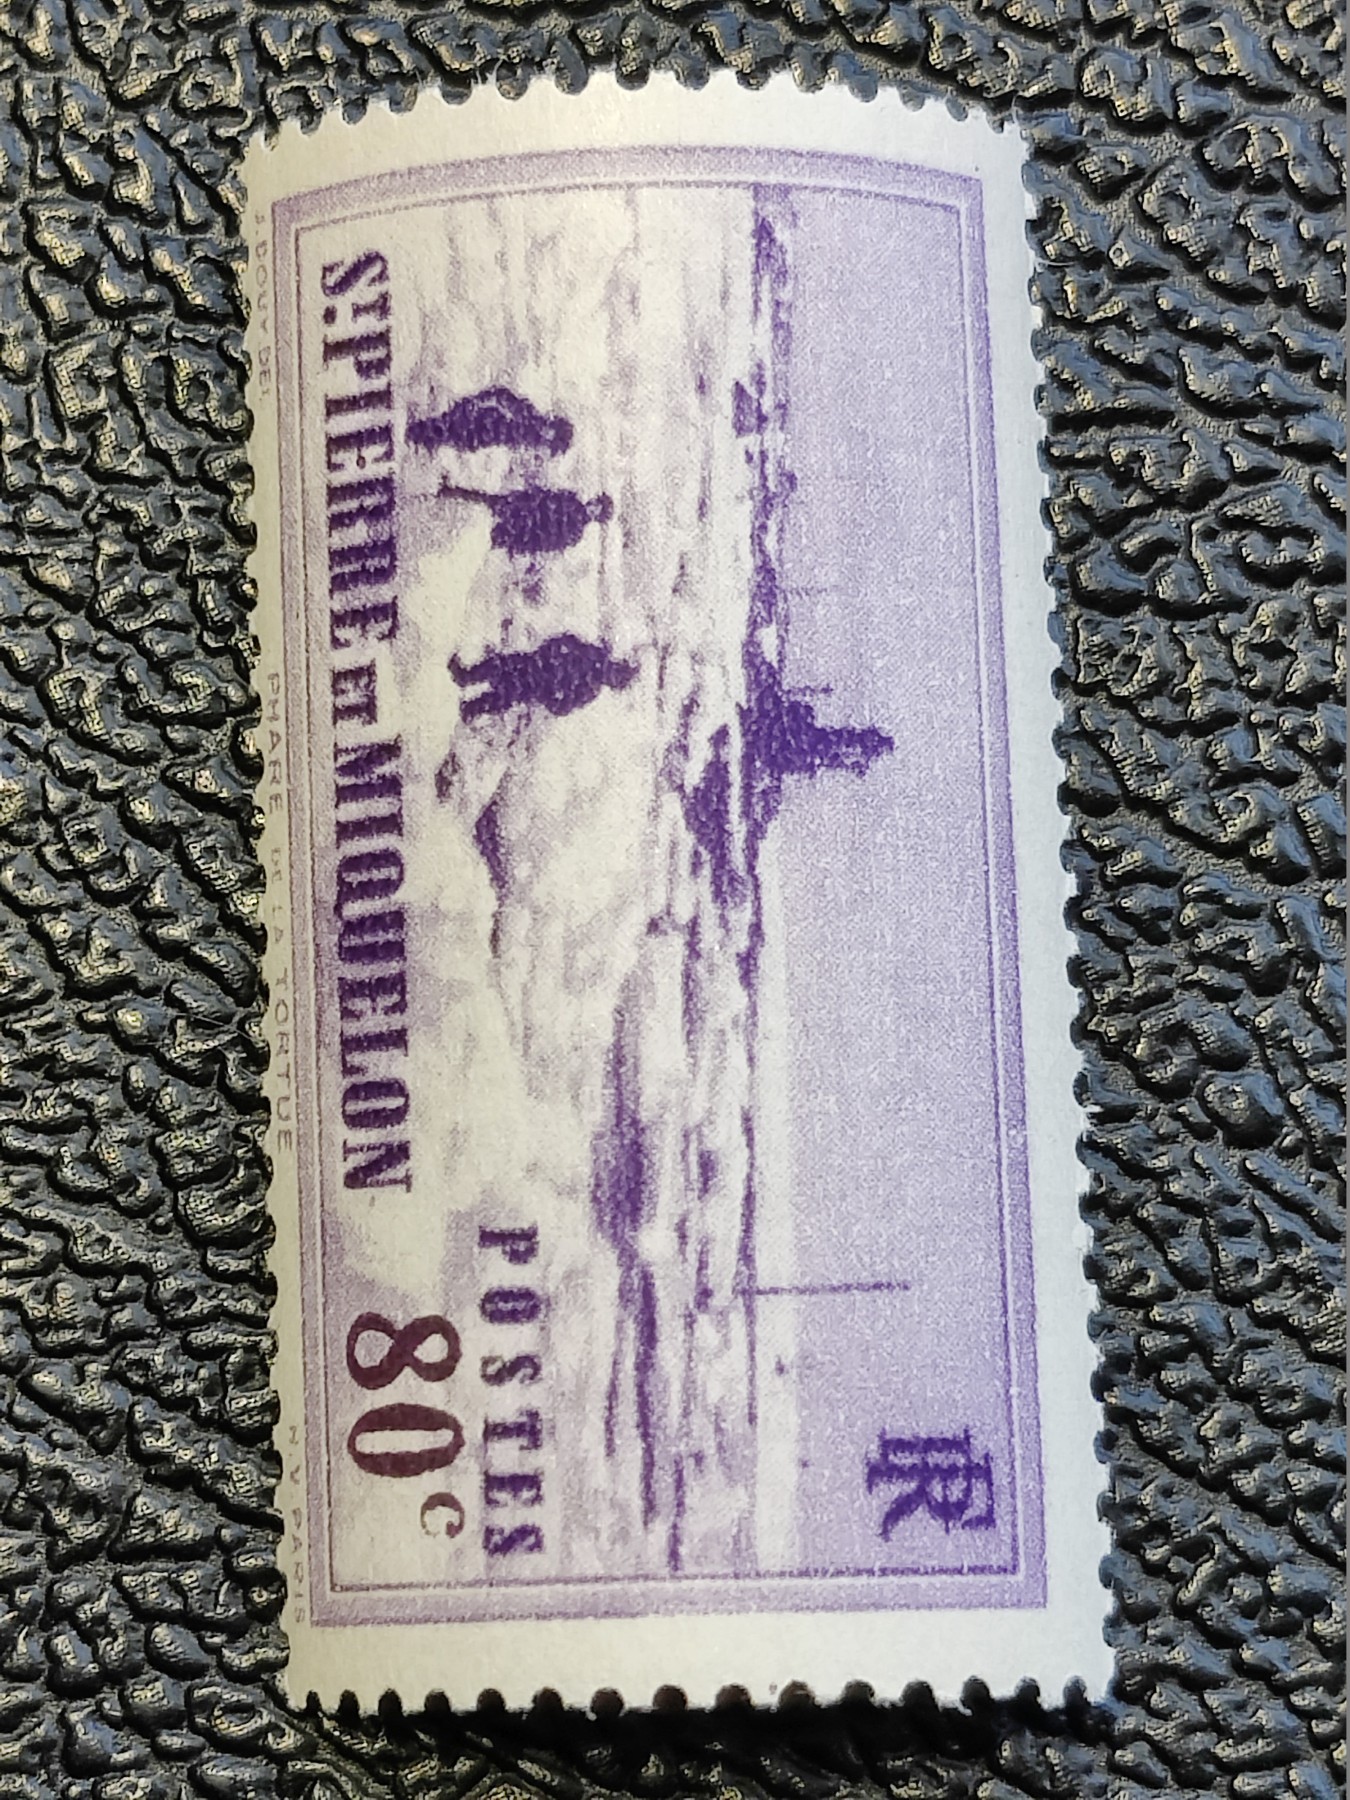 RF
POSTES
ST PIERRE ET MIQUELON 80c
J. DOUY DEL PHARE DE LA TORTUE H V PARIS